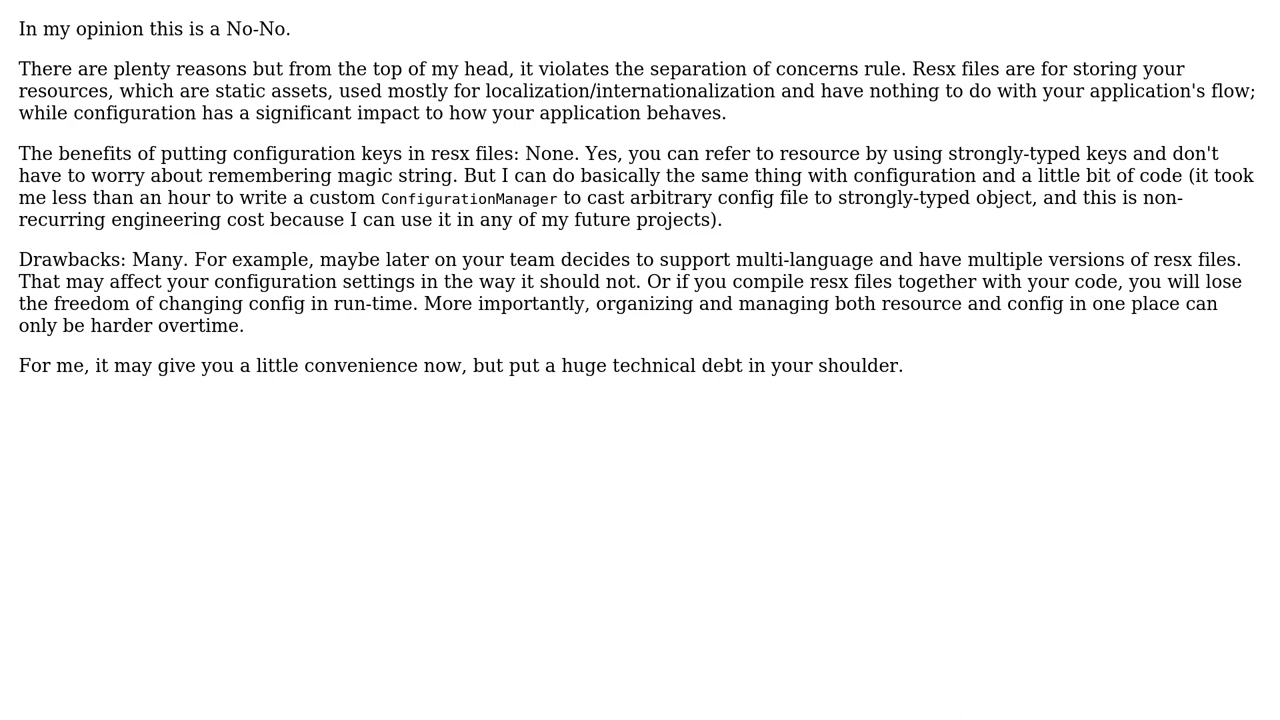 In my opinion this is a No-No.
There are plenty reasons but from the top of my head, it violates the separation of concerns rule. Resx files are for storing your
resources, which are static assets, used mostly for localization/internationalization and have nothing to do with your application's flow;
while configuration has a significant impact to how your application behaves.
The benefits of putting configuration keys in resx files: None. Yes, you can refer to resource by using strongly-typed keys and don't
have to worry about remembering magic string. But I can do basically the same thing with configuration and a little bit of code (it took
me less than an hour to write a custom ConfigurationManager to cast arbitrary config file to strongly-typed object, and this is non-
recurring engineering cost because I can use it in any of my future projects).
Drawbacks: Many. For example, maybe later on your team decides to support multi-language and have multiple versions of resx files.
That may affect your configuration settings in the way it should not. Or if you compile resx files together with your code, you will lose
the freedom of changing config in run-time. More importantly, organizing and managing both resource and config in one place can
only be harder overtime.
For me, it may give you a little convenience now, but put a huge technical debt in your shoulder.